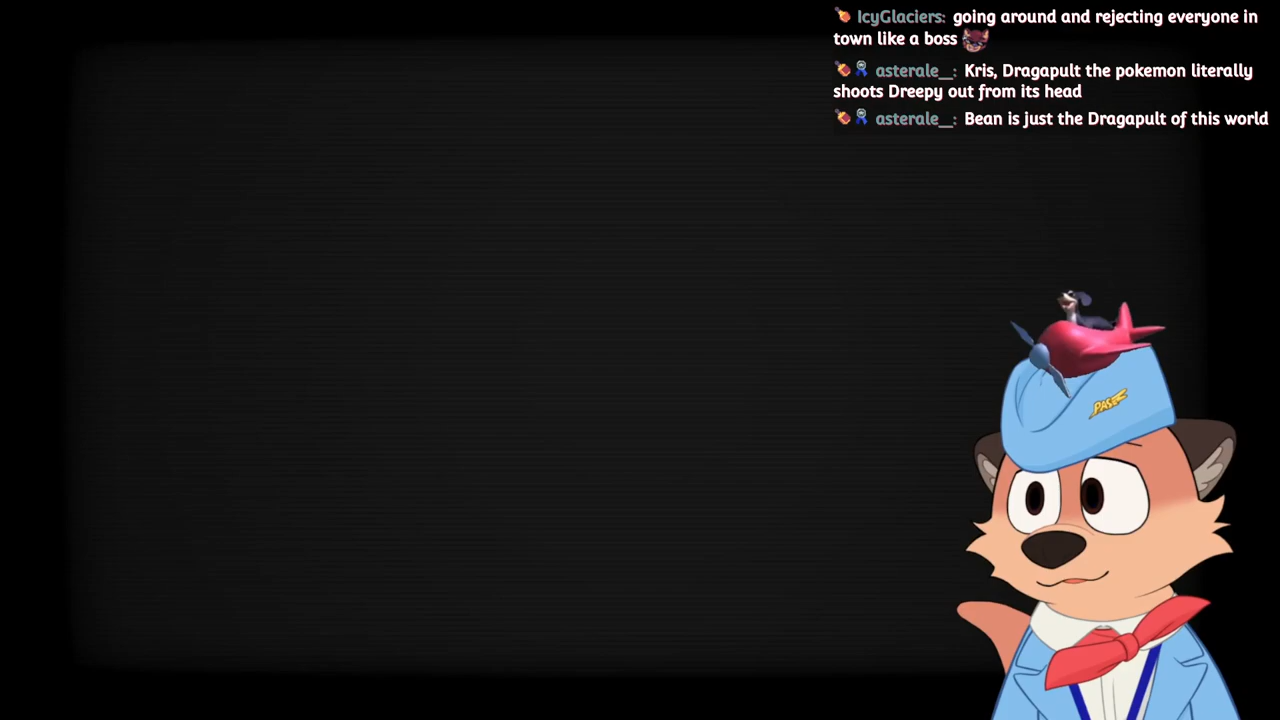 IcyGlaciers: going around and rejecting everyone in
town like a boss
asterale__: Kris, Dragapult the pokemon literally
shoots Dreepy out from its head
asterale__: Bean is just the Dragapult of this world